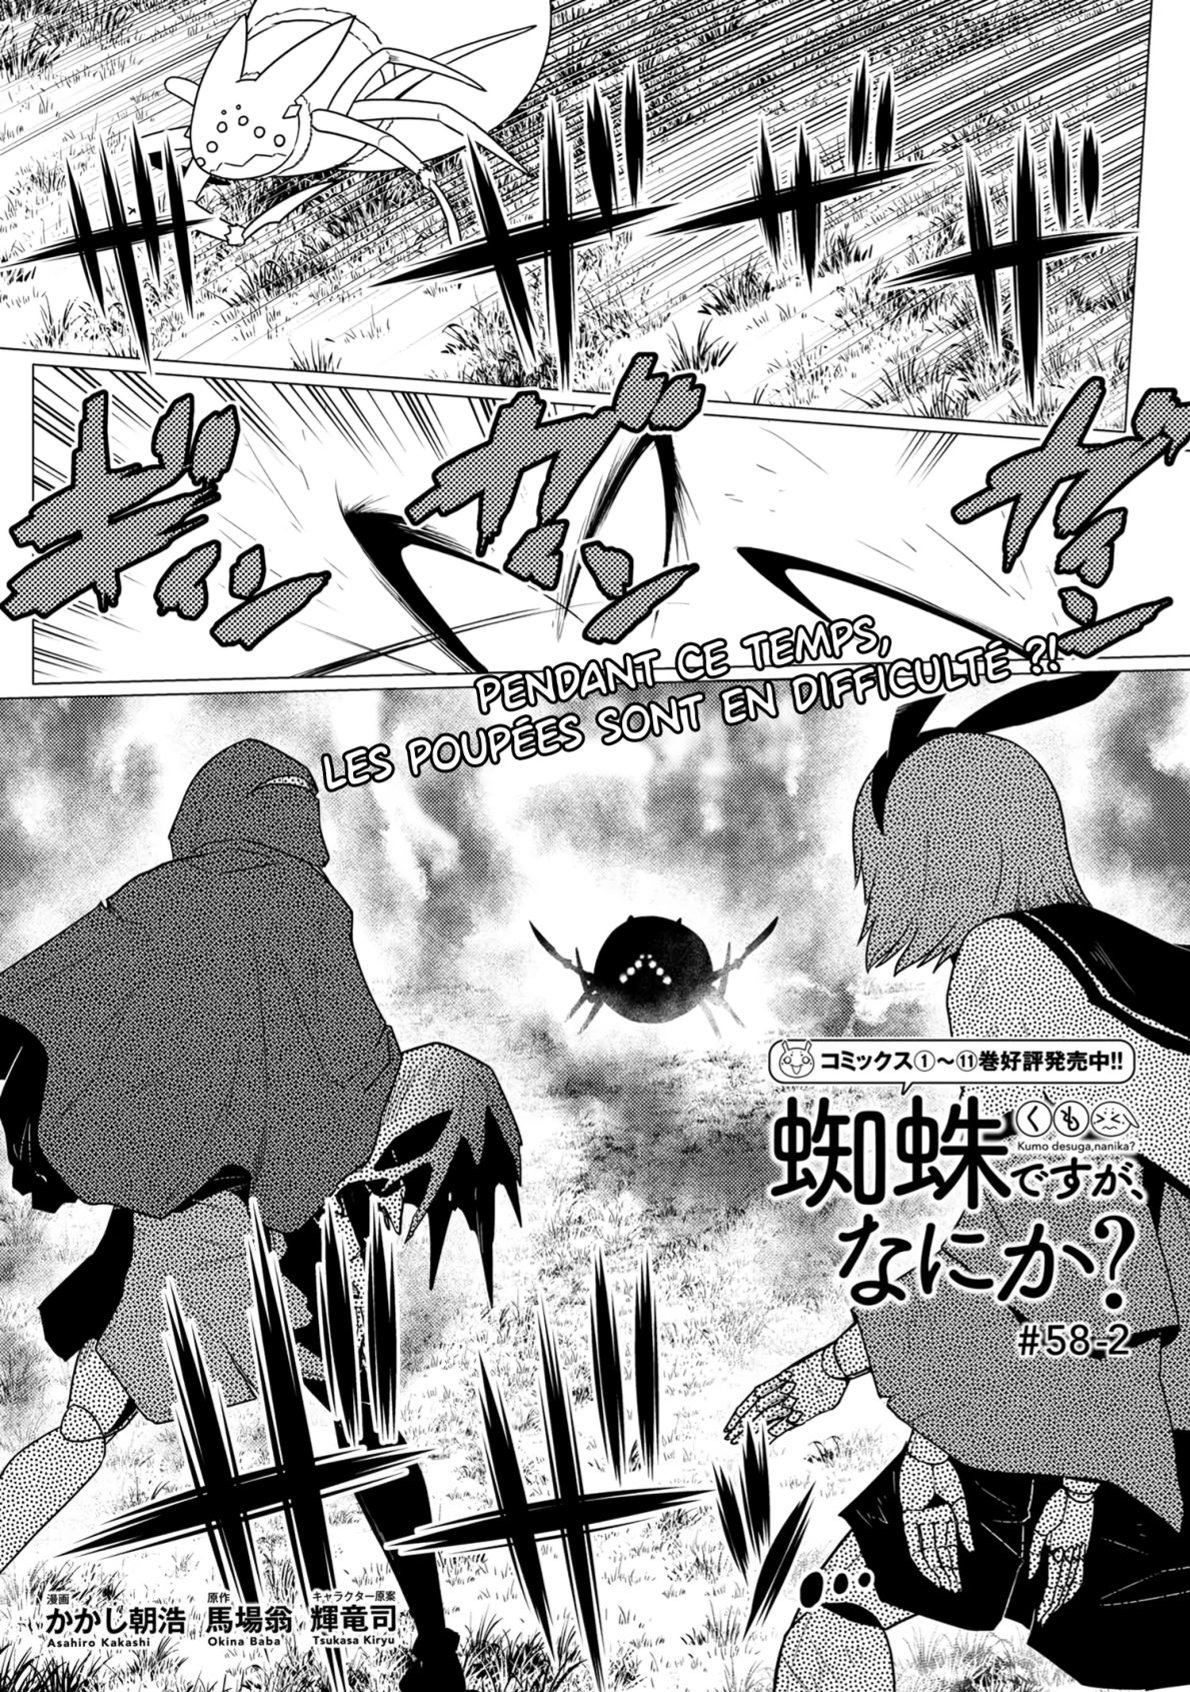 ザザザザ
ガン
ガン
ギン
PENDANT CE TEMPS,
LES POUPÉES SONT EN DIFFICULTÉ ?!
コミックス①〜⑪巻好評発売中!!
くも
Kumo desuga,nanika?
蜘蛛ですが、
なにか?
#58-2
ザザッ
漫画
かかし朝浩
Asahiro Kakashi
原作
馬場翁
Okina Baba
キャラクター原案
輝竜司
Tsukasa Kiryu